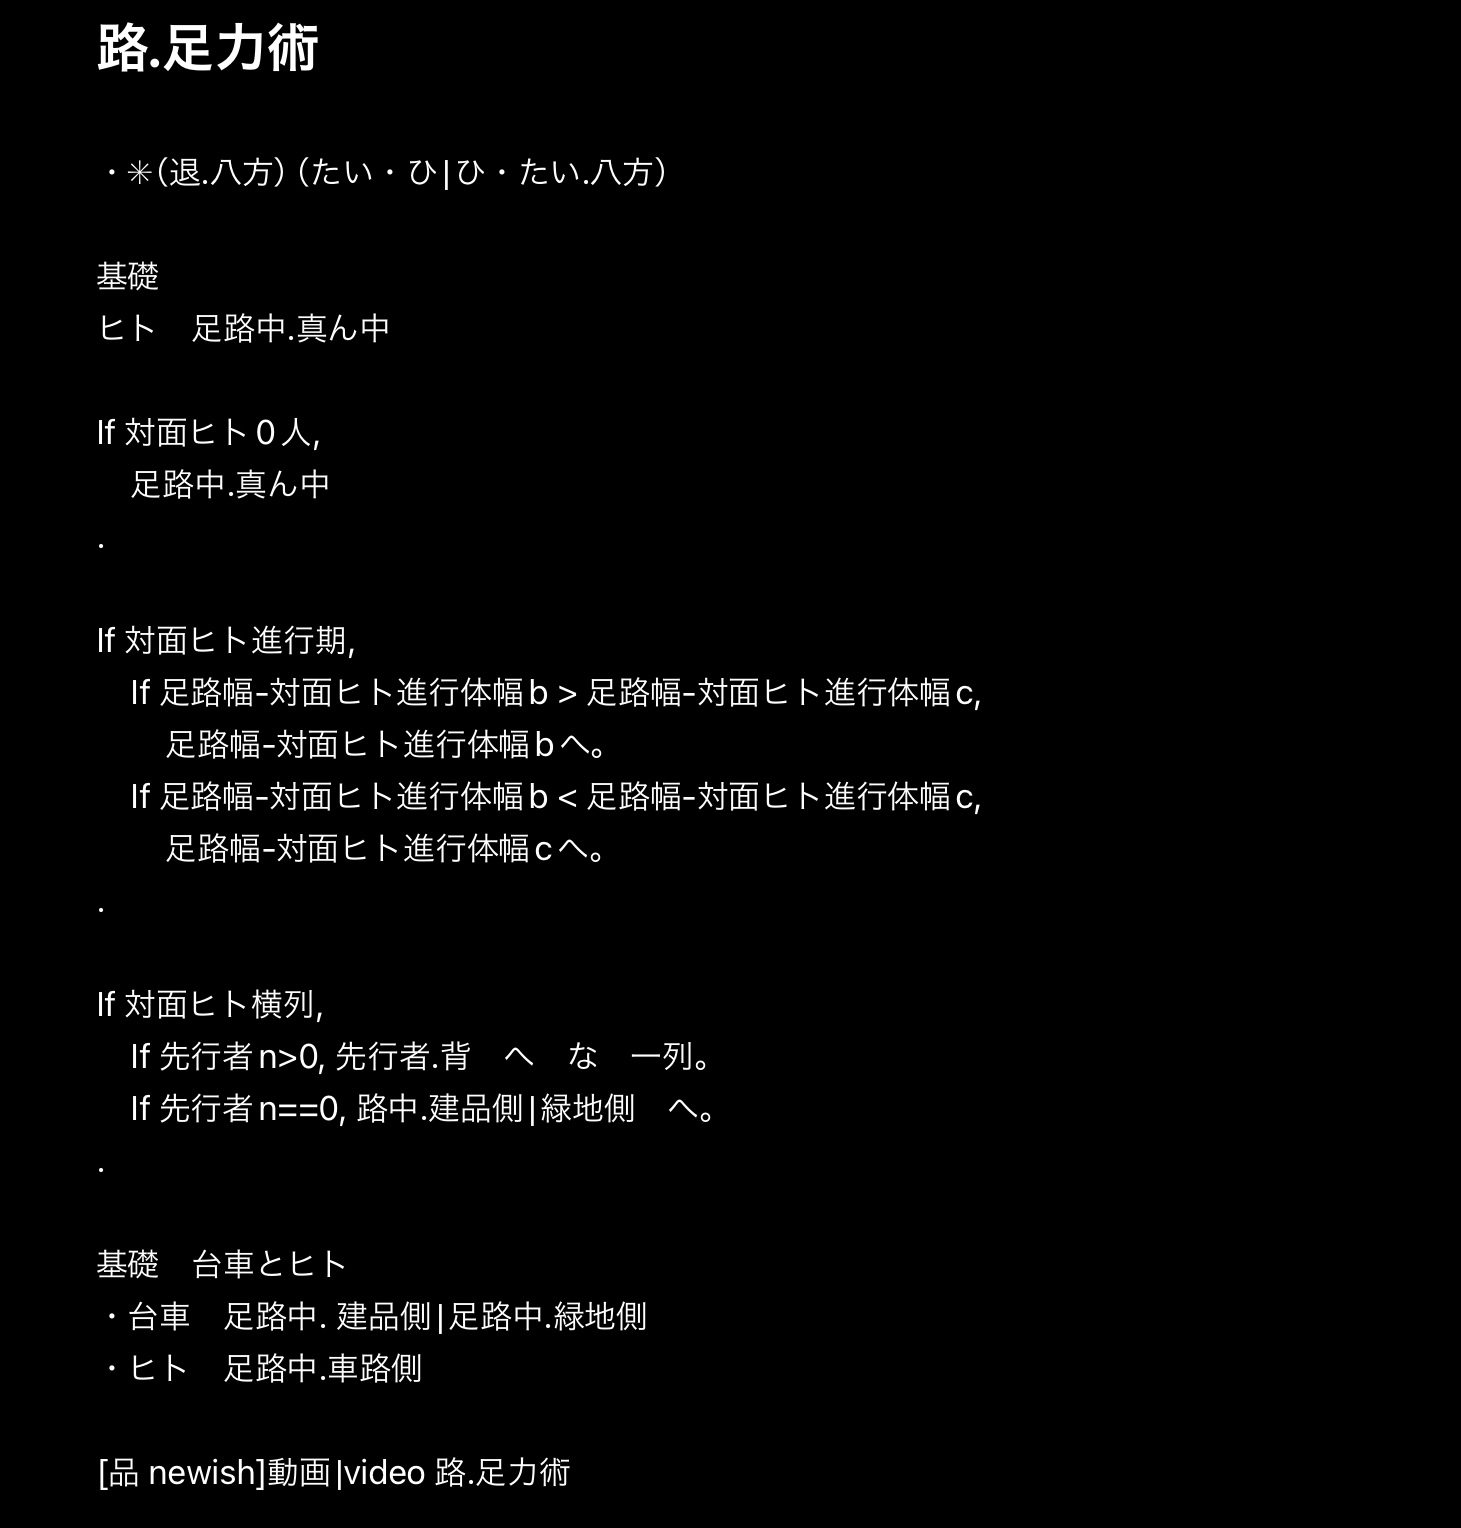 路.足力術
・✳（退.八方）（たい・ひ|ひ・たい.八方）
基礎
ヒト　足路中.真ん中
If 対面ヒト0人,
　足路中.真ん中
.
If 対面ヒト進行期,
　If 足路幅-対面ヒト進行体幅b > 足路幅-対面ヒト進行体幅c,
　　足路幅-対面ヒト進行体幅bへ。
　If 足路幅-対面ヒト進行体幅b < 足路幅-対面ヒト進行体幅c,
　　足路幅-対面ヒト進行体幅cへ。
.
If 対面ヒト横列,
　If 先行者n>0, 先行者.背　へ　な　一列。
　If 先行者n==0, 路中.建品側|緑地側　へ。
.
基礎　台車とヒト
・台車　足路中. 建品側|足路中.緑地側
・ヒト　足路中.車路側
[品 newish]動画|video 路.足力術